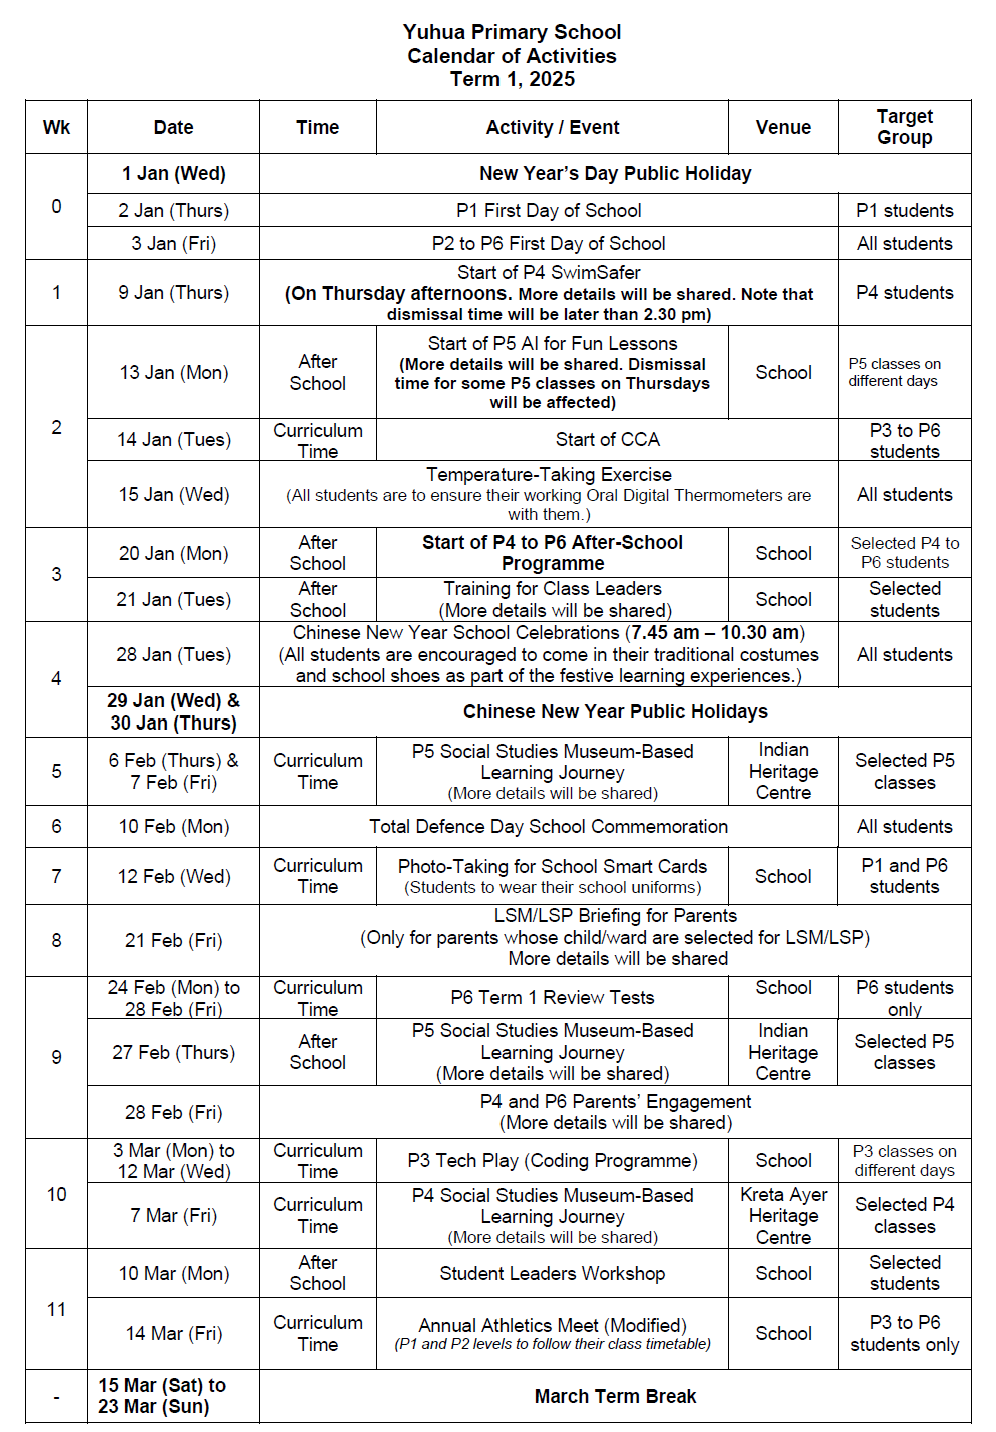 Yuhua Primary School
Calendar of Activities
Term 1, 2025
Wk
Date
Time
Activity / Event
Venue
Target
Group
0
1 Jan (Wed)
New Year’s Day Public Holiday
2 Jan (Thurs)
P1 First Day of School
P1 students
3 Jan (Fri)
P2 to P6 First Day of School
All students
1
9 Jan (Thurs)
Start of P4 SwimSafer
(On Thursday afternoons. More details will be shared. Note that
dismissal time will be later than 2.30 pm)
P4 students
2
13 Jan (Mon)
After
School
Start of P5 AI for Fun Lessons
(More details will be shared. Dismissal
time for some P5 classes on Thursdays
will be affected)
School
P5 classes on
different days
14 Jan (Tues)
Curriculum
Time
Start of CCA
P3 to P6
students
15 Jan (Wed)
Temperature-Taking Exercise
(All students are to ensure their working Oral Digital Thermometers are
with them.)
All students
3
20 Jan (Mon)
After
School
Start of P4 to P6 After-School
Programme
School
Selected P4 to
P6 students
21 Jan (Tues)
After
School
Training for Class Leaders
(More details will be shared)
School
Selected
students
4
28 Jan (Tues)
Chinese New Year School Celebrations (7.45 am – 10.30 am)
(All students are encouraged to come in their traditional costumes
and school shoes as part of the festive learning experiences.)
All students
29 Jan (Wed) &
30 Jan (Thurs)
Chinese New Year Public Holidays
5
6 Feb (Thurs) &
7 Feb (Fri)
Curriculum
Time
P5 Social Studies Museum-Based
Learning Journey
(More details will be shared)
Indian
Heritage
Centre
Selected P5
classes
6
10 Feb (Mon)
Total Defence Day School Commemoration
All students
7
12 Feb (Wed)
Curriculum
Time
Photo-Taking for School Smart Cards
(Students to wear their school uniforms)
School
P1 and P6
students
8
21 Feb (Fri)
LSM/LSP Briefing for Parents
(Only for parents whose child/ward are selected for LSM/LSP)
More details will be shared
9
24 Feb (Mon) to
28 Feb (Fri)
Curriculum
Time
P6 Term 1 Review Tests
School
P6 students
only
27 Feb (Thurs)
After
School
P5 Social Studies Museum-Based
Learning Journey
(More details will be shared)
Indian
Heritage
Centre
Selected P5
classes
28 Feb (Fri)
P4 and P6 Parents’ Engagement
(More details will be shared)
10
3 Mar (Mon) to
12 Mar (Wed)
Curriculum
Time
P3 Tech Play (Coding Programme)
School
P3 classes on
different days
7 Mar (Fri)
Curriculum
Time
P4 Social Studies Museum-Based
Learning Journey
(More details will be shared)
Kreta Ayer
Heritage
Centre
Selected P4
classes
11
10 Mar (Mon)
After
School
Student Leaders Workshop
School
Selected
students
14 Mar (Fri)
Curriculum
Time
Annual Athletics Meet (Modified)
(P1 and P2 levels to follow their class timetable)
School
P3 to P6
students only
-
15 Mar (Sat) to
23 Mar (Sun)
March Term Break